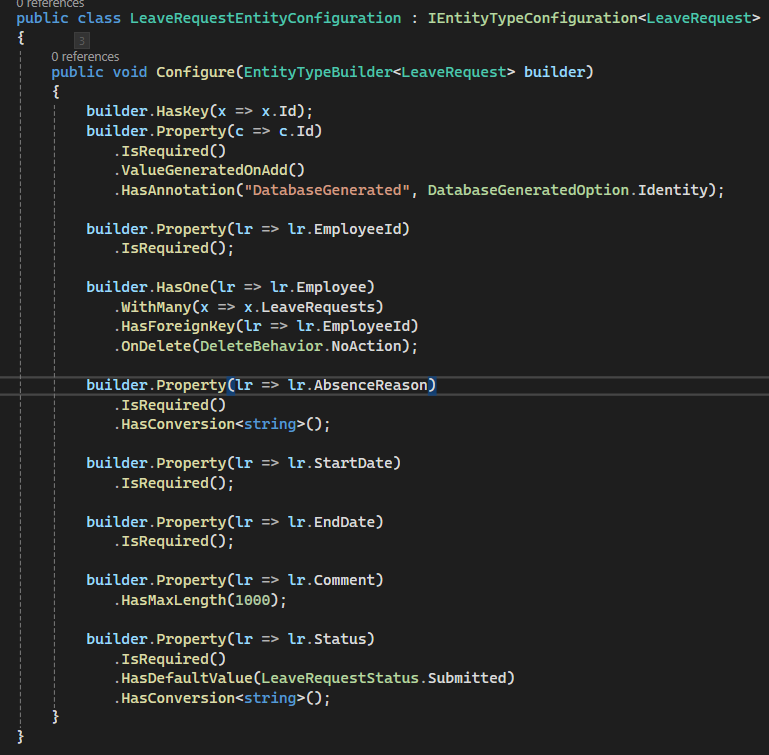 0 references
public class LeaveRequestEntityConfiguration : IEntityTypeConfiguration<LeaveRequest>
{
3
0 references
public void Configure(EntityTypeBuilder<LeaveRequest> builder)
{
builder.HasKey(x => x.Id);
builder.Property(c => c.Id)
.IsRequired()
.ValueGeneratedOnAdd()
.HasAnnotation("DatabaseGenerated", DatabaseGeneratedOption.Identity);
builder.Property(lr => lr.EmployeeId)
.IsRequired();
builder.HasOne(lr => lr.Employee)
.WithMany(x => x.LeaveRequests)
.HasForeignKey(lr => lr.EmployeeId)
.OnDelete(DeleteBehavior.NoAction);
builder.Property(lr => lr.AbsenceReason)
.IsRequired()
.HasConversion<string>();
builder.Property(lr => lr.StartDate)
.IsRequired();
builder.Property(lr => lr.EndDate)
.IsRequired();
builder.Property(lr => lr.Comment)
.HasMaxLength(1000);
builder.Property(lr => lr.Status)
.IsRequired()
.HasDefaultValue(LeaveRequestStatus.Submitted)
.HasConversion<string>();
}
}